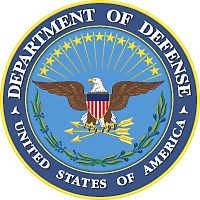 DEPARTMENT OF DEFENSE
UNITED STATES OF AMERICA